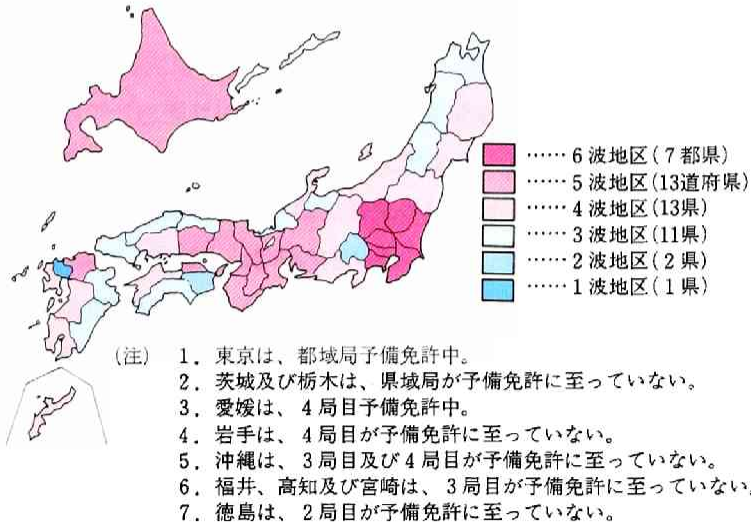 ……6波地区(7都県)
……5波地区(13道府県)
……4波地区(13県)
……3波地区(11県)
……2波地区(2県)
……1波地区(1県)
(注) 1. 東京は、都域局予備免許中。
2. 茨城及び栃木は、県域局が予備免許に至っていない。
3. 愛媛は、4局目予備免許中。
4. 岩手は、4局目が予備免許に至っていない。
5. 沖縄は、3局目及び4局目が予備免許に至っていない。
6. 福井、高知及び宮崎は、3局目が予備免許に至っていない
7. 徳島は、2局目が予備免許に至っていない。